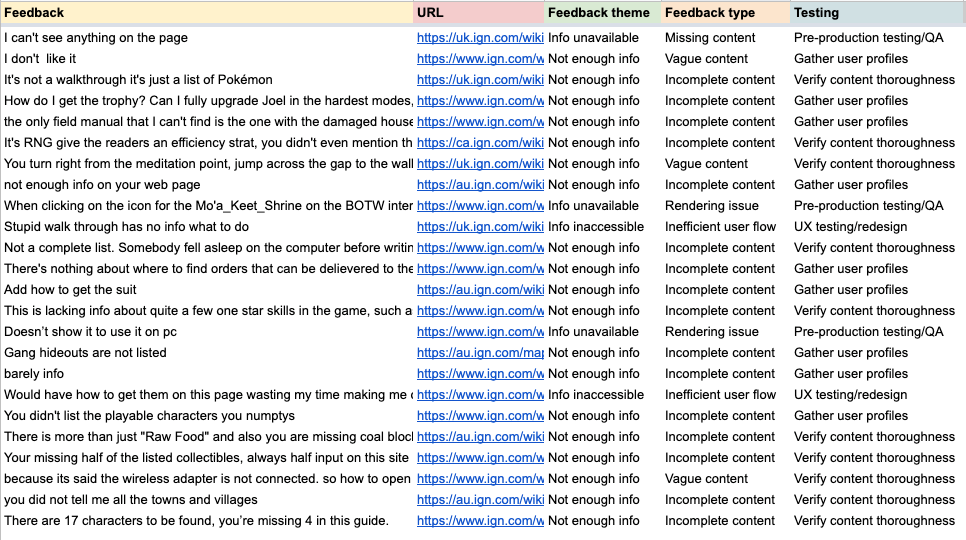 Feedback URL Feedback theme Feedback type Testing
I can't see anything on the page https://uk.ign.com/wiki Info unavailable Missing content Pre-production testing/QA
I don't like it https://www.ign.com/w Not enough info Vague content Gather user profiles
It's not a walkthrough it's just a list of Pokémon https://uk.ign.com/wiki Not enough info Incomplete content Verify content thoroughness
How do I get the trophy? Can I fully upgrade Joel in the hardest modes, https://www.ign.com/w Not enough info Incomplete content Gather user profiles
the only field manual that I can't find is the one with the damaged house https://www.ign.com/w Not enough info Incomplete content Gather user profiles
It's RNG give the readers an efficiency strat, you didn't even mention th https://ca.ign.com/wiki Not enough info Incomplete content Verify content thoroughness
You turn right from the meditation point, jump across the gap to the wall https://uk.ign.com/wiki Not enough info Vague content Verify content thoroughness
not enough info on your web page https://au.ign.com/wiki Not enough info Incomplete content Gather user profiles
When clicking on the icon for the Mo'a_Keet_Shrine on the BOTW inter https://www.ign.com/w Info unavailable Rendering issue Pre-production testing/QA
Stupid walk through has no info what to do https://uk.ign.com/wiki Info inaccessible Inefficient user flow UX testing/redesign
Not a complete list. Somebody fell asleep on the computer before writin https://www.ign.com/w Not enough info Incomplete content Verify content thoroughness
There's nothing about where to find orders that can be delievered to the https://www.ign.com/w Not enough info Incomplete content Gather user profiles
Add how to get the suit https://au.ign.com/wiki Not enough info Incomplete content Gather user profiles
This is lacking info about quite a few one star skills in the game, such a https://www.ign.com/w Not enough info Incomplete content Verify content thoroughness
Doesn't show it to use it on pc https://www.ign.com/w Info unavailable Rendering issue Pre-production testing/QA
Gang hideouts are not listed https://au.ign.com/map Not enough info Incomplete content Gather user profiles
barely info https://www.ign.com/w Not enough info Incomplete content Gather user profiles
Would have how to get them on this page wasting my time making me https://www.ign.com/w Info inaccessible Inefficient user flow UX testing/redesign
You didn't list the playable characters you numptys https://www.ign.com/w Not enough info Incomplete content Gather user profiles
There is more than just "Raw Food" and also you are missing coal block https://au.ign.com/wiki Not enough info Incomplete content Verify content thoroughness
Your missing half of the listed collectibles, always half input on this site https://www.ign.com/w Not enough info Incomplete content Verify content thoroughness
because its said the wireless adapter is not connected. so how to open https://www.ign.com/w Not enough info Vague content Verify content thoroughness
you did not tell me all the towns and villages https://au.ign.com/wiki Not enough info Incomplete content Verify content thoroughness
There are 17 characters to be found, you're missing 4 in this guide. https://www.ign.com/w Not enough info Incomplete content Verify content thoroughness